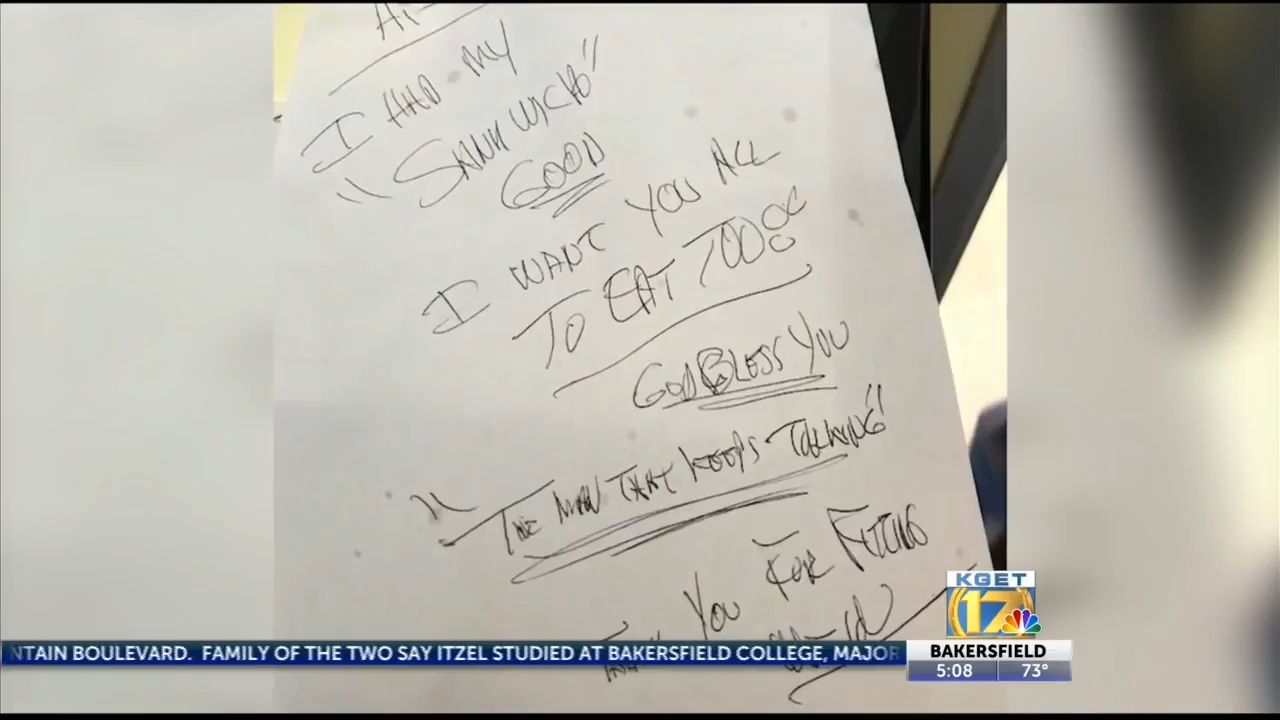 I HAD MY
"SANDWICH"
GOOD
I WANT YOU ALL
TO EAT TOO
GOD BLESS YOU
"THE MAN THAT KEEPS TALKING"
YOU FOR
KGET
17
NTAIN BOULEVARD. FAMILY OF THE TWO SAY ITZEL STUDIED AT BAKERSFIELD COLLEGE, MAJOR
BAKERSFIELD
5:08 73°